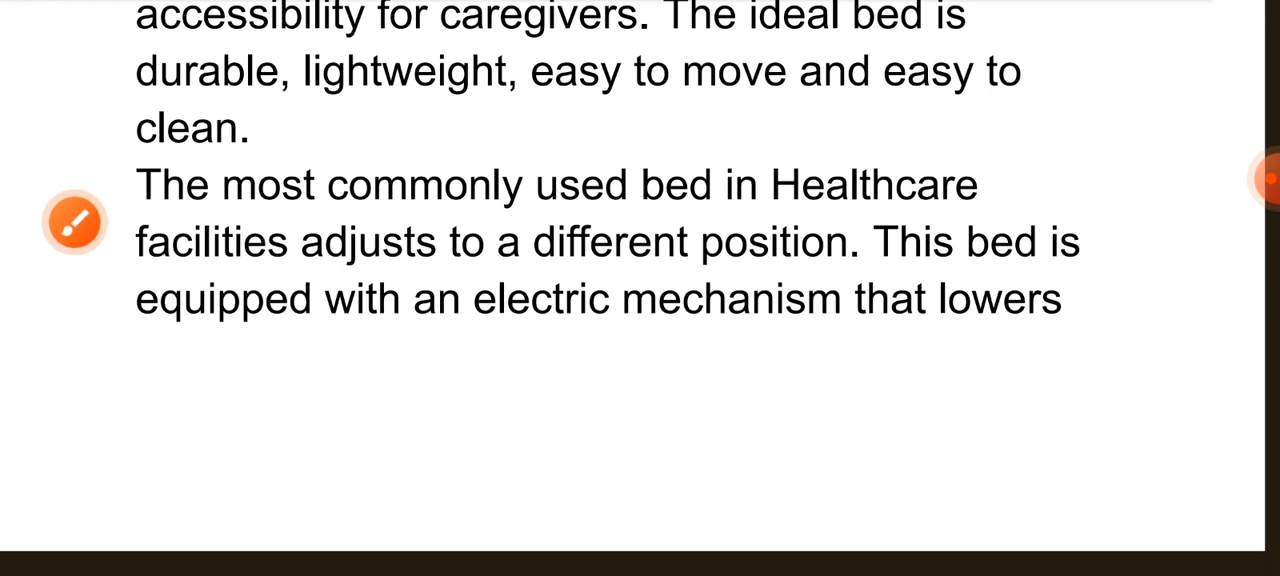 accessibility for caregivers. The ideal bed is
durable, lightweight, easy to move and easy to
clean.
The most commonly used bed in Healthcare
facilities adjusts to a different position. This bed is
equipped with an electric mechanism that lowers